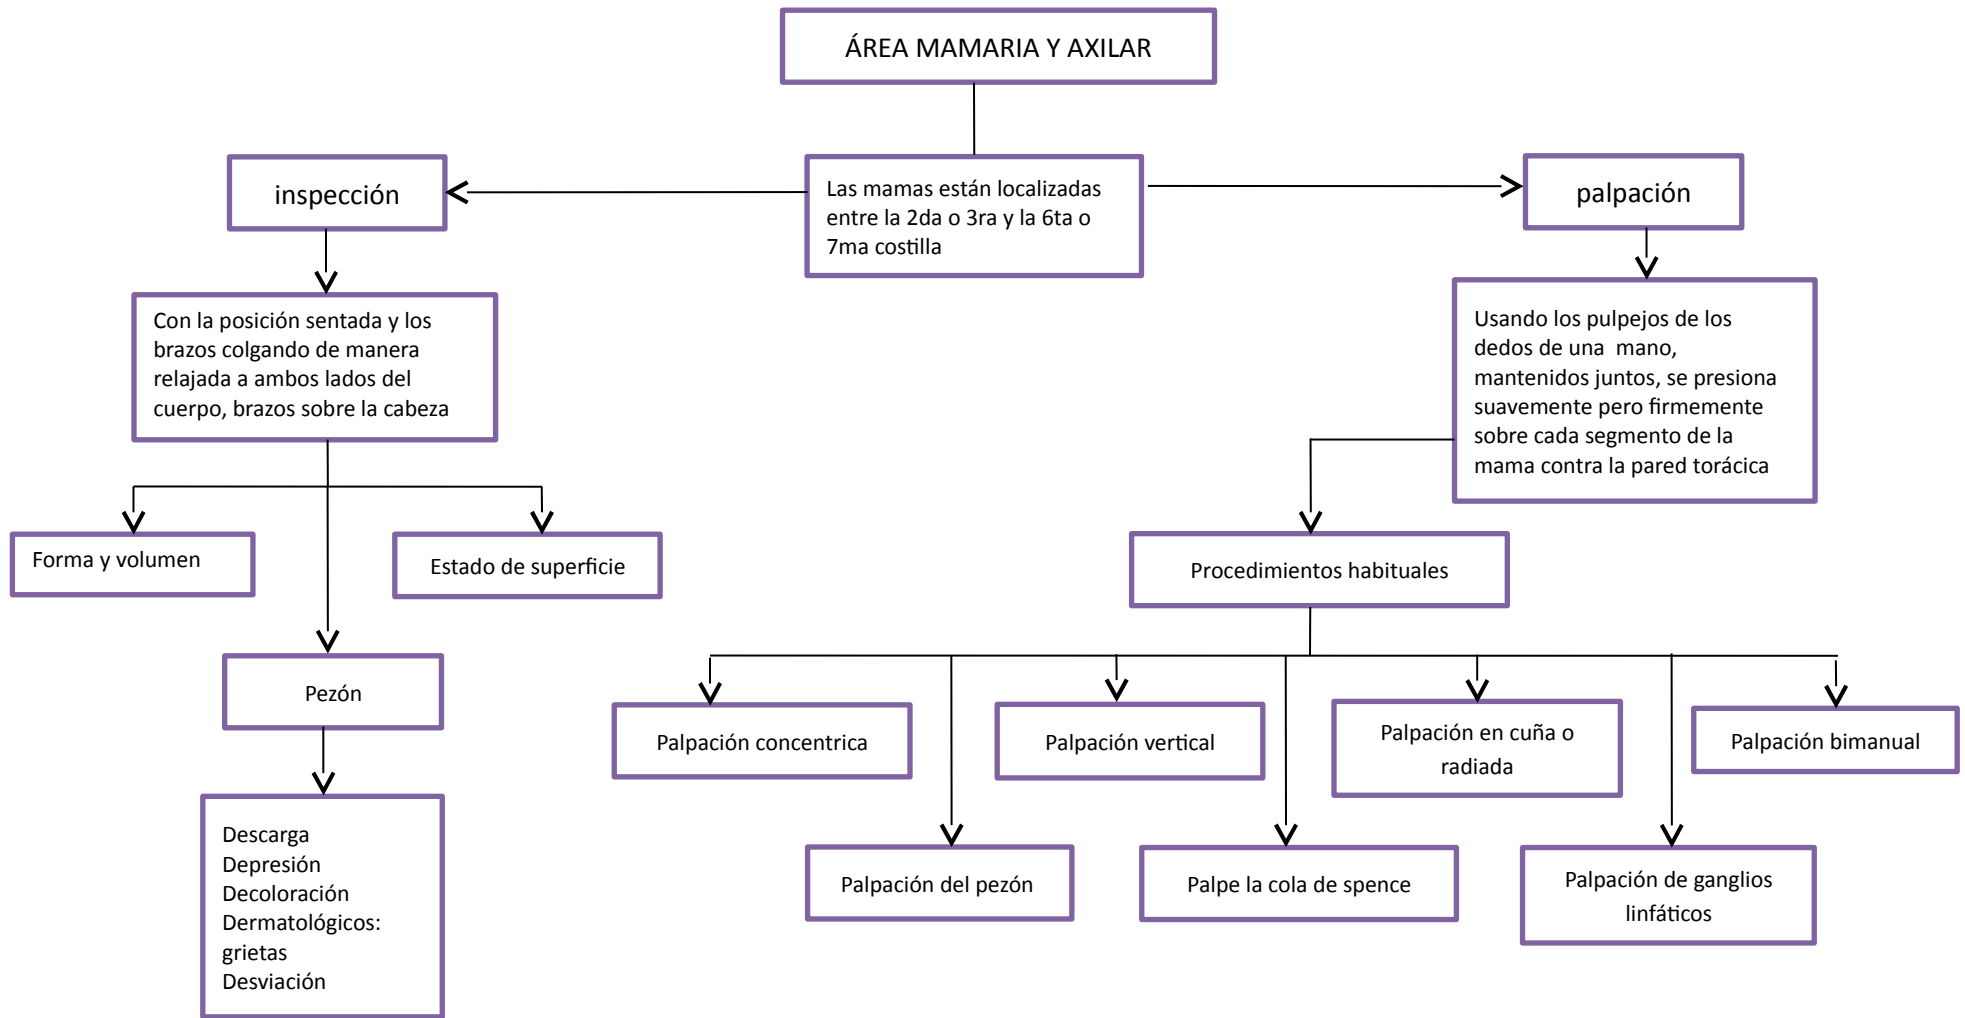 ÁREA MAMARIA Y AXILAR
inspección
Las mamas están localizadas
entre la 2da o 3ra y la 6ta o
7ma costilla
palpación
Con la posición sentada y los
brazos colgando de manera
relajada a ambos lados del
cuerpo, brazos sobre la cabeza
Usando los pulpejos de los
dedos de una  mano,
mantenidos juntos, se presiona
suavemente pero firmemente
sobre cada segmento de la
mama contra la pared torácica
Forma y volumen
Estado de superficie
Procedimientos habituales
Pezón
Palpación concentrica
Palpación vertical
Palpación en cuña o
radiada
Palpación bimanual
Descarga
Depresión
Decoloración
Dermatológicos:
grietas
Desviación
Palpación del pezón
Palpe la cola de spence
Palpación de ganglios
linfáticos